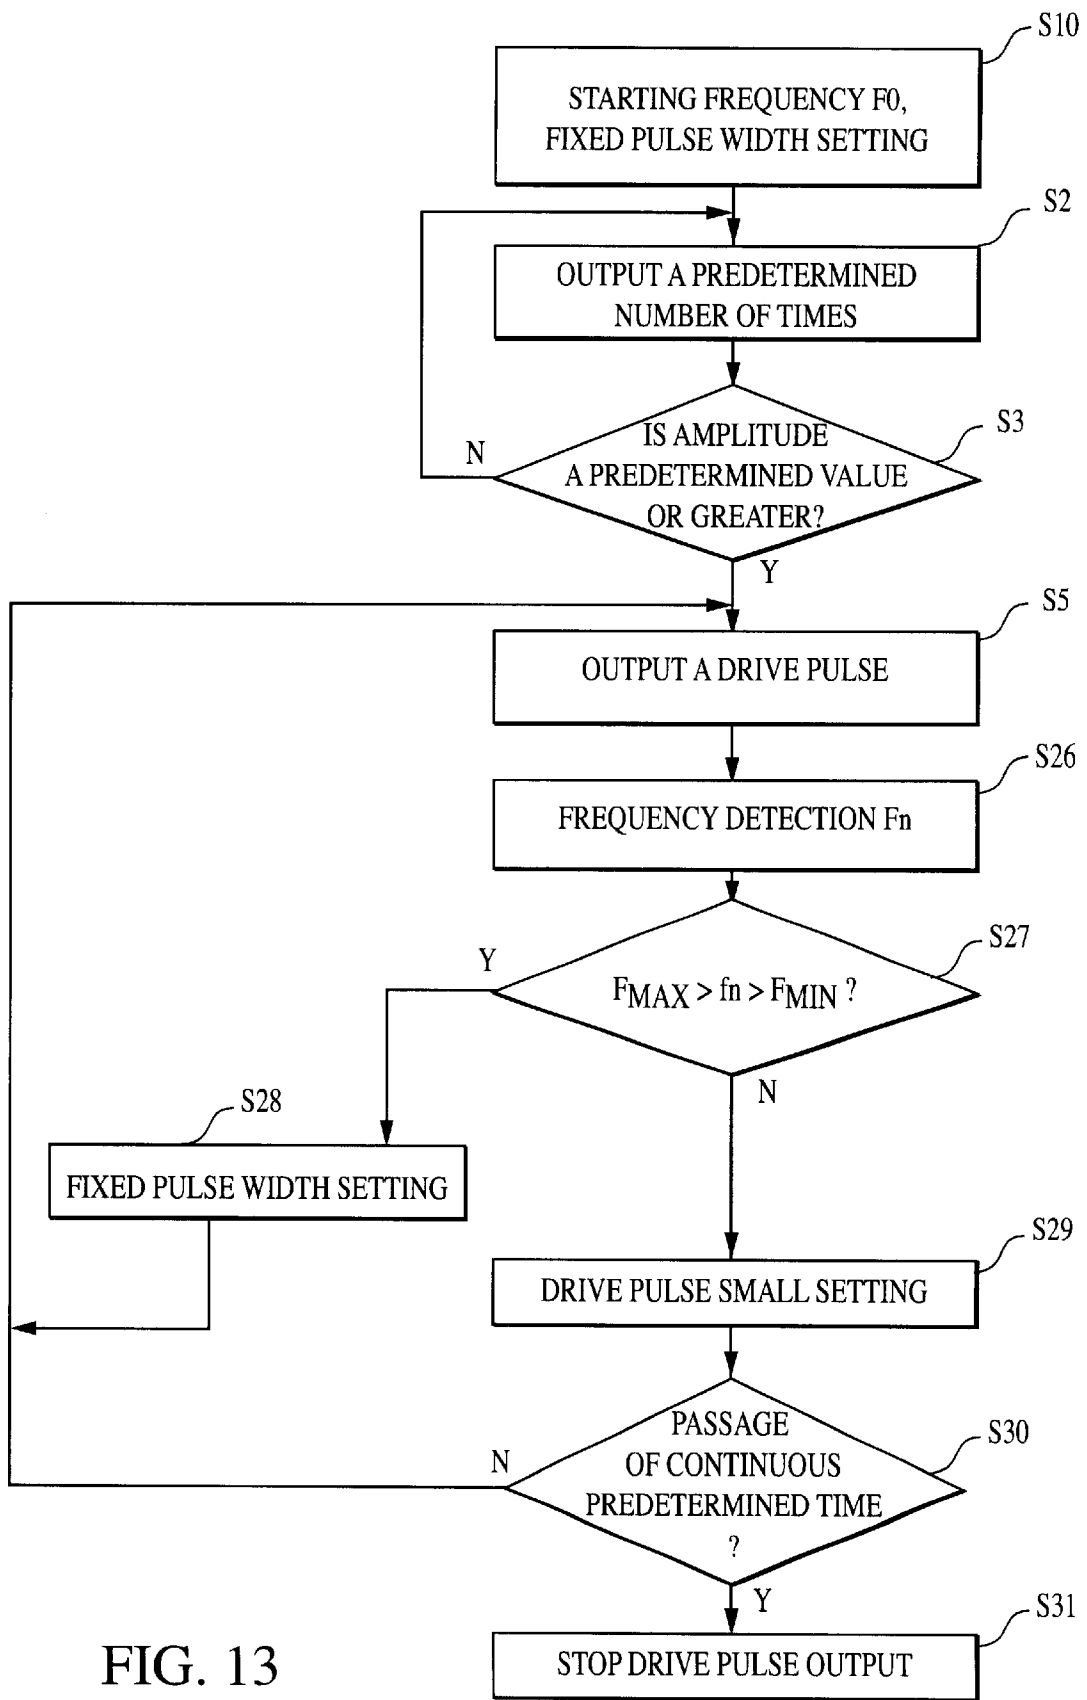 S10
STARTING FREQUENCY F0,
FIXED PULSE WIDTH SETTING
S2
OUTPUT A PREDETERMINED
NUMBER OF TIMES
S3
N
IS AMPLITUDE
A PREDETERMINED VALUE
OR GREATER?
Y
S5
OUTPUT A DRIVE PULSE
S26
FREQUENCY DETECTION Fn
S27
Y
FMAX > fn > FMIN ?
N
S28
FIXED PULSE WIDTH SETTING
S29
DRIVE PULSE SMALL SETTING
S30
N
PASSAGE
OF CONTINUOUS
PREDETERMINED TIME
?
Y
S31
STOP DRIVE PULSE OUTPUT
FIG. 13